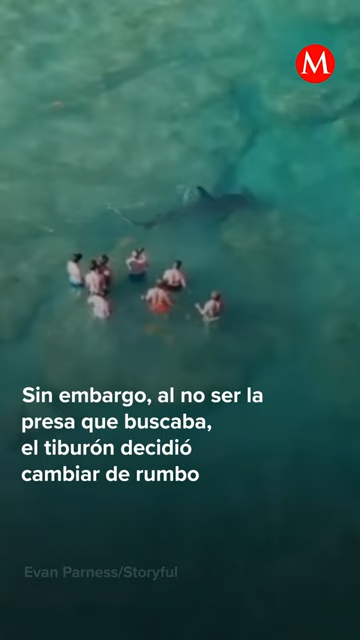 M
Sin embargo, al no ser la
presa que buscaba,
el tiburón decidió
cambiar de rumbo
Evan Parness/Storyful